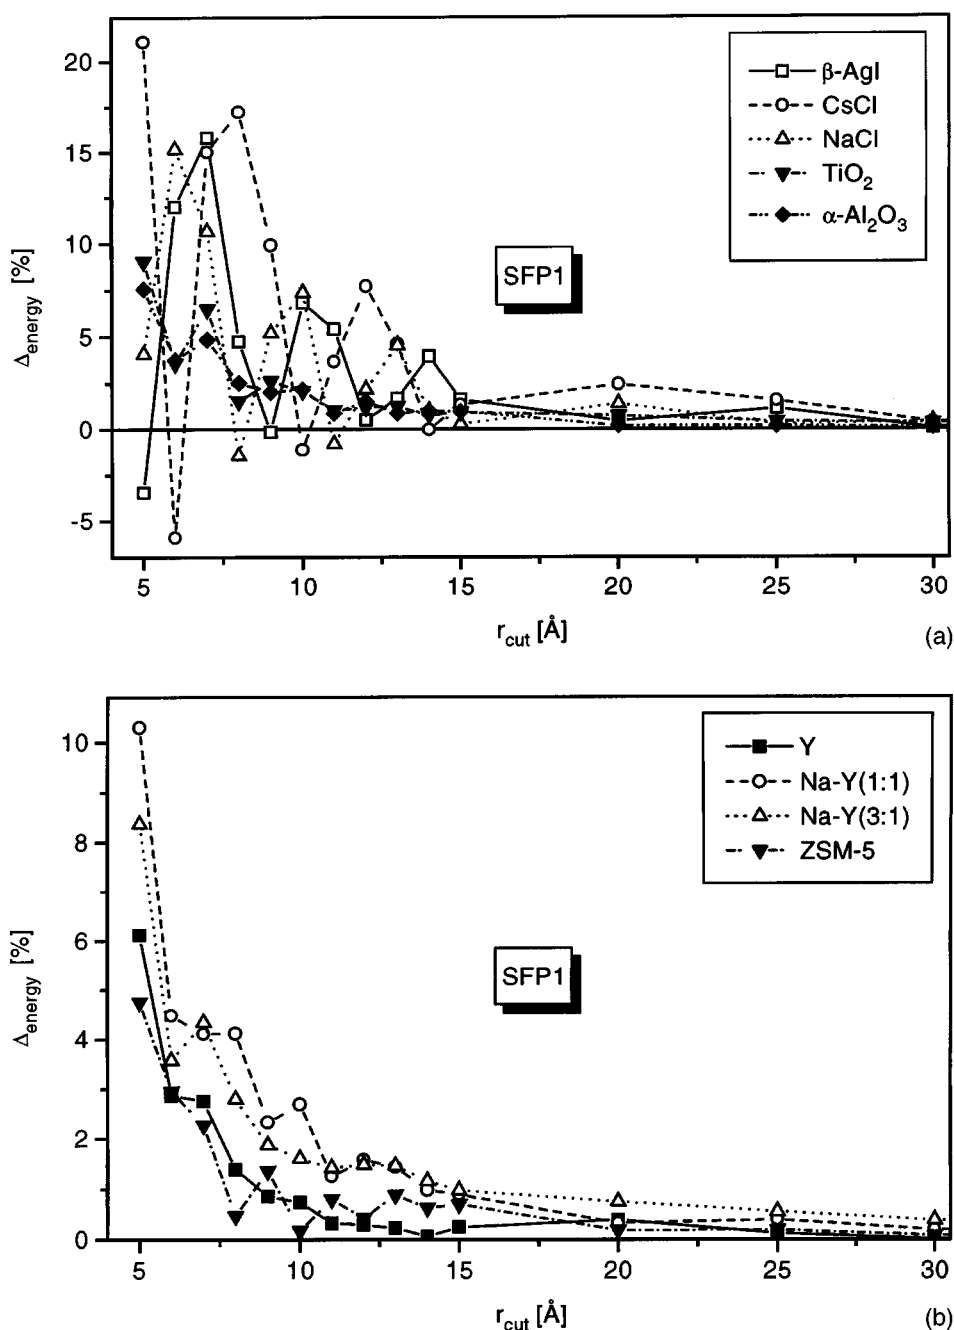 β-AgI
CsCl
NaCl
TiO2
α-Al2O3
SFP1
Δenergy [%]
20
15
10
5
0
-5
5 10 15 20 25 30
rcut [Å]
(a)
Y
Na-Y(1:1)
Na-Y(3:1)
ZSM-5
SFP1
Δenergy [%]
10
8
6
4
2
0
5 10 15 20 25 30
rcut [Å]
(b)